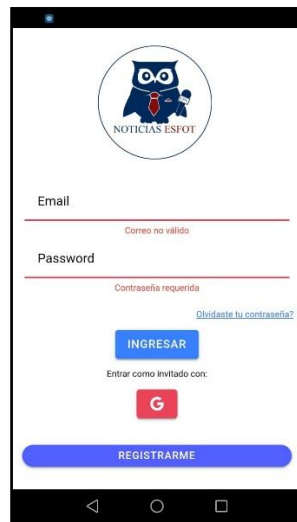 NOTICIAS ESFOT
Email
Correo no válido
Password
Contraseña requerida
Olvidaste tu contraseña?
INGRESAR
Entrar como invitado con:
G
REGISTRARME